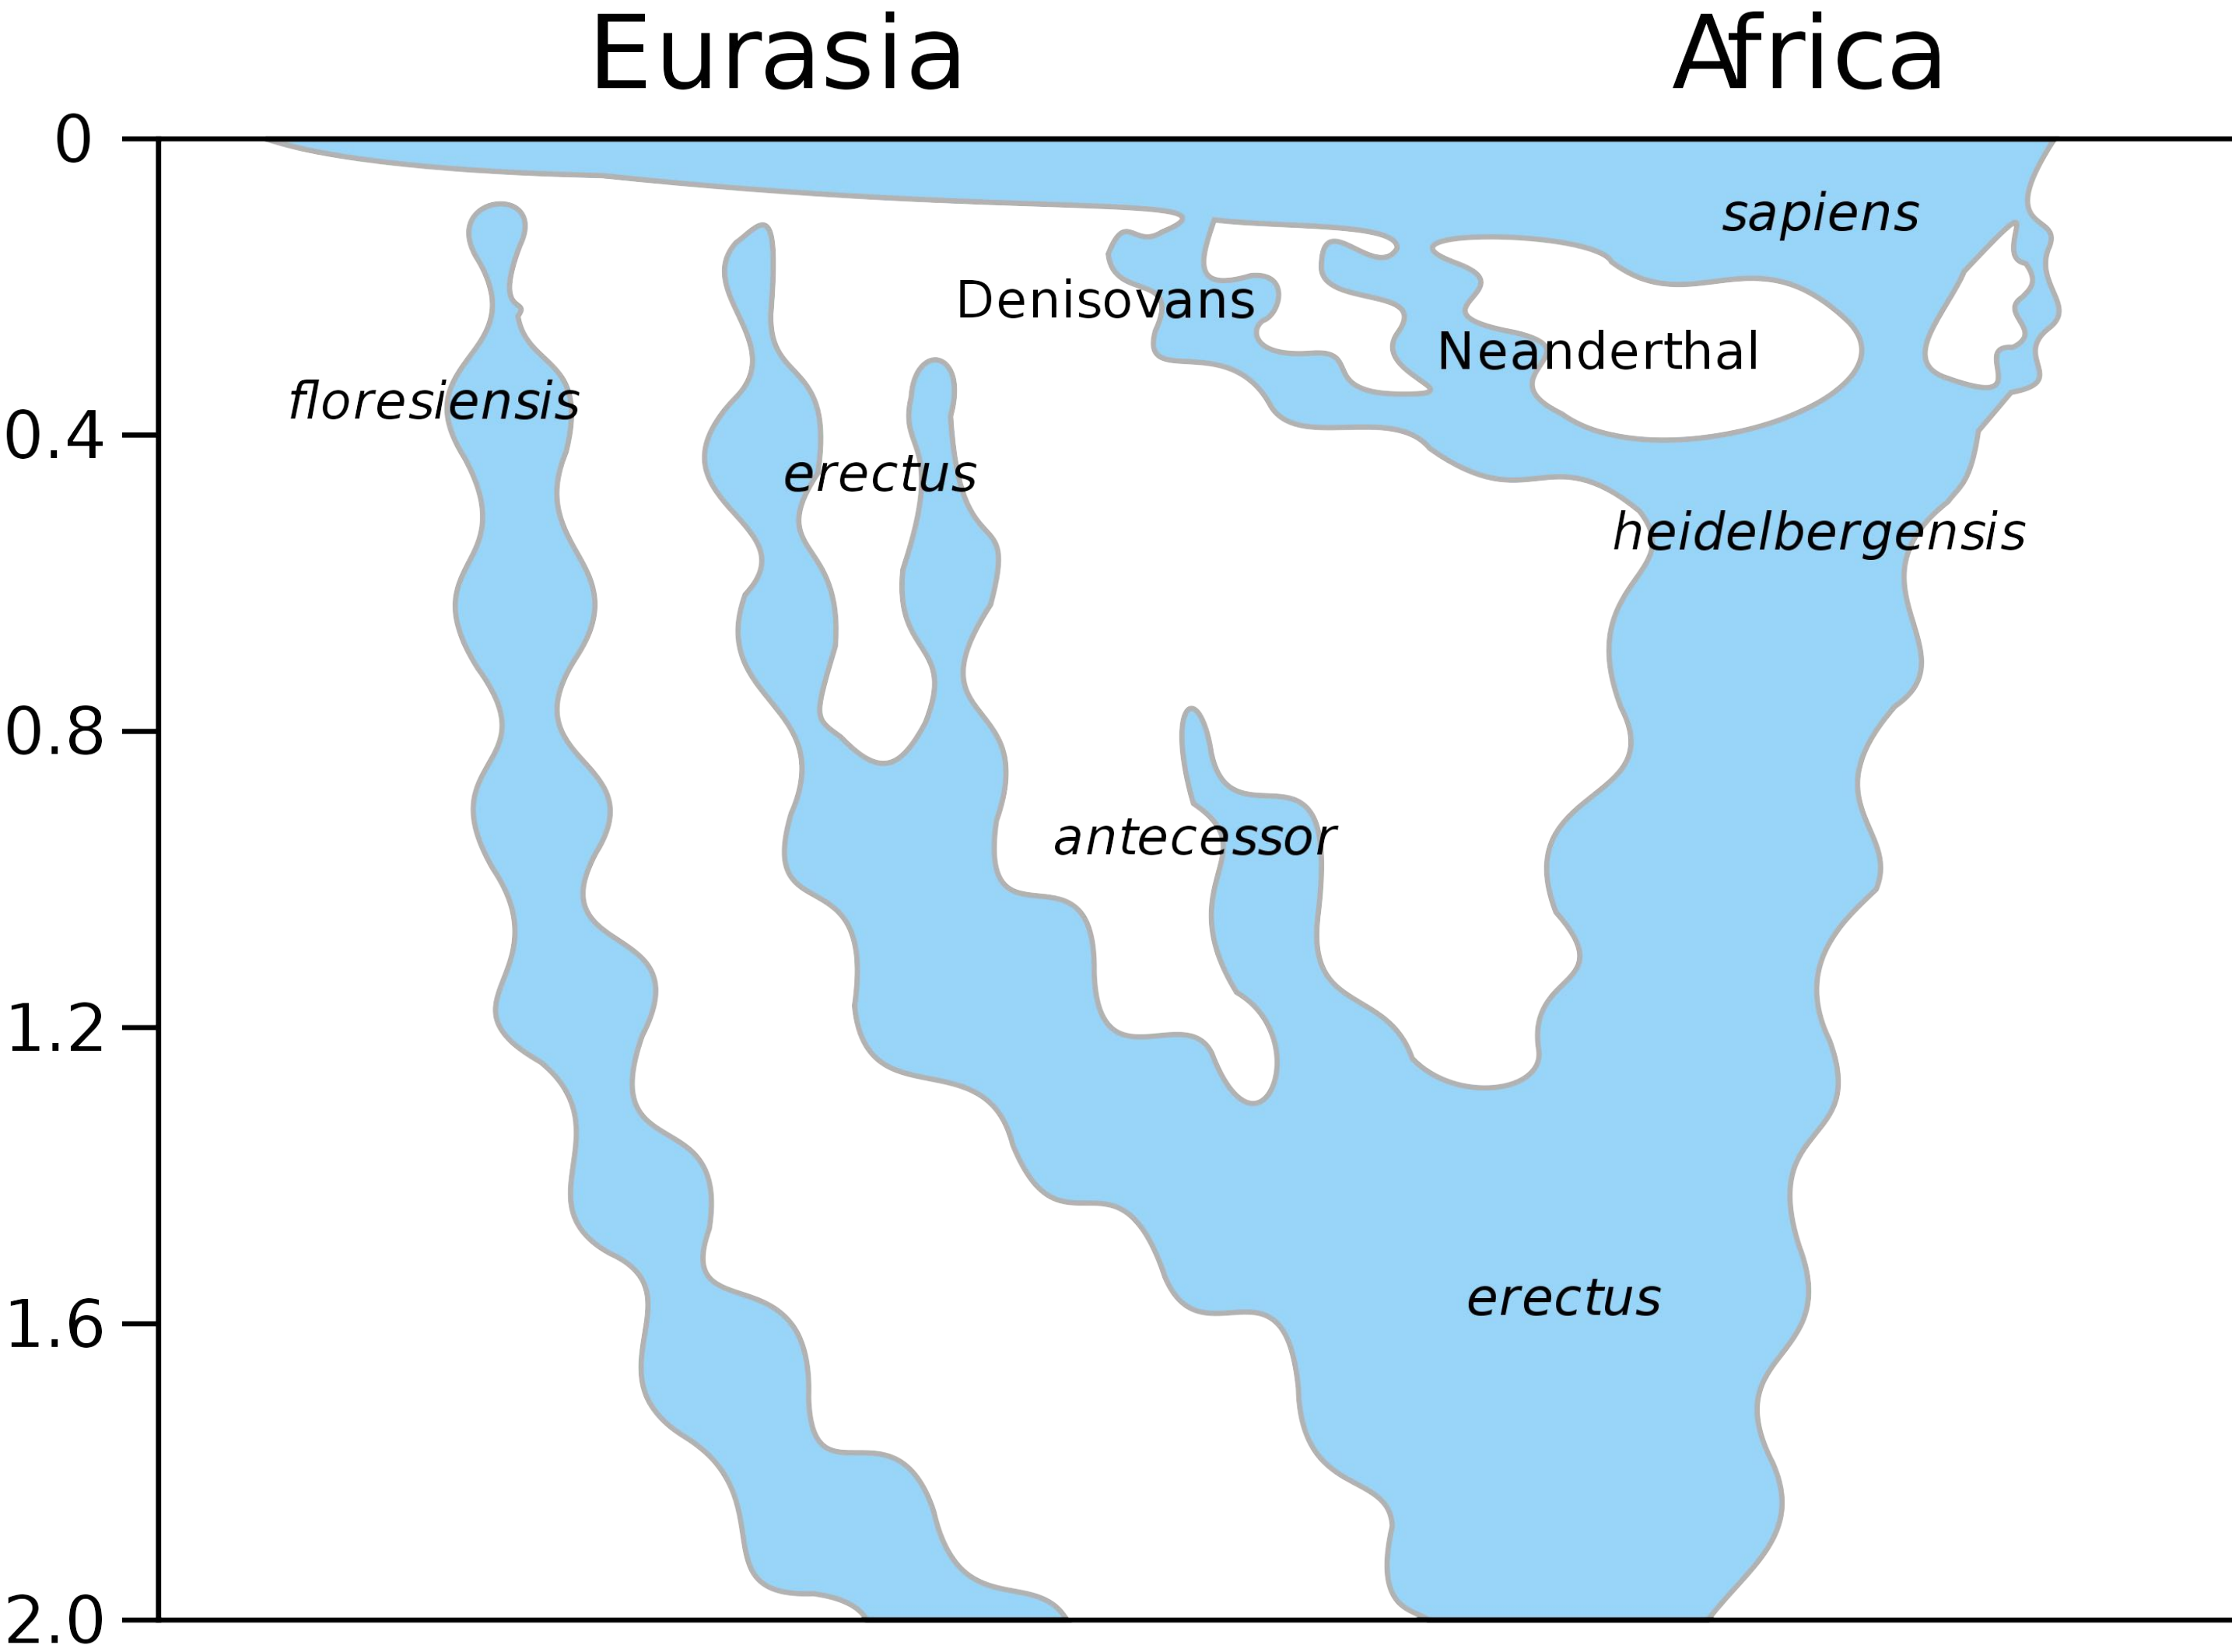 Eurasia
Africa
0
sapiens
Denisovans
Neanderthal
floresiensis
0.4
erectus
heidelbergensis
0.8
antecessor
1.2
erectus
1.6
2.0